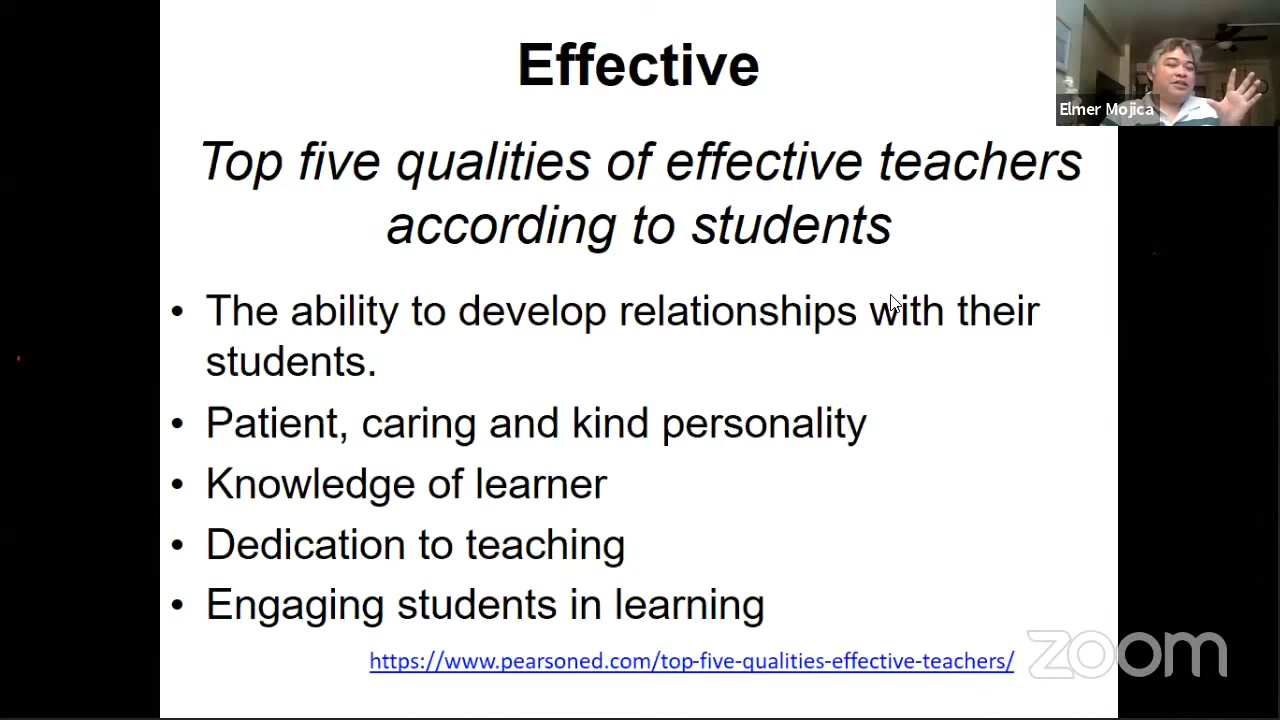 Effective
Elmer Mojica
Top five qualities of effective teachers
according to students
• The ability to develop relationships with their
students.
• Patient, caring and kind personality
• Knowledge of learner
• Dedication to teaching
• Engaging students in learning
https://www.pearsoned.com/top-five-qualities-effective-teachers/
zoom